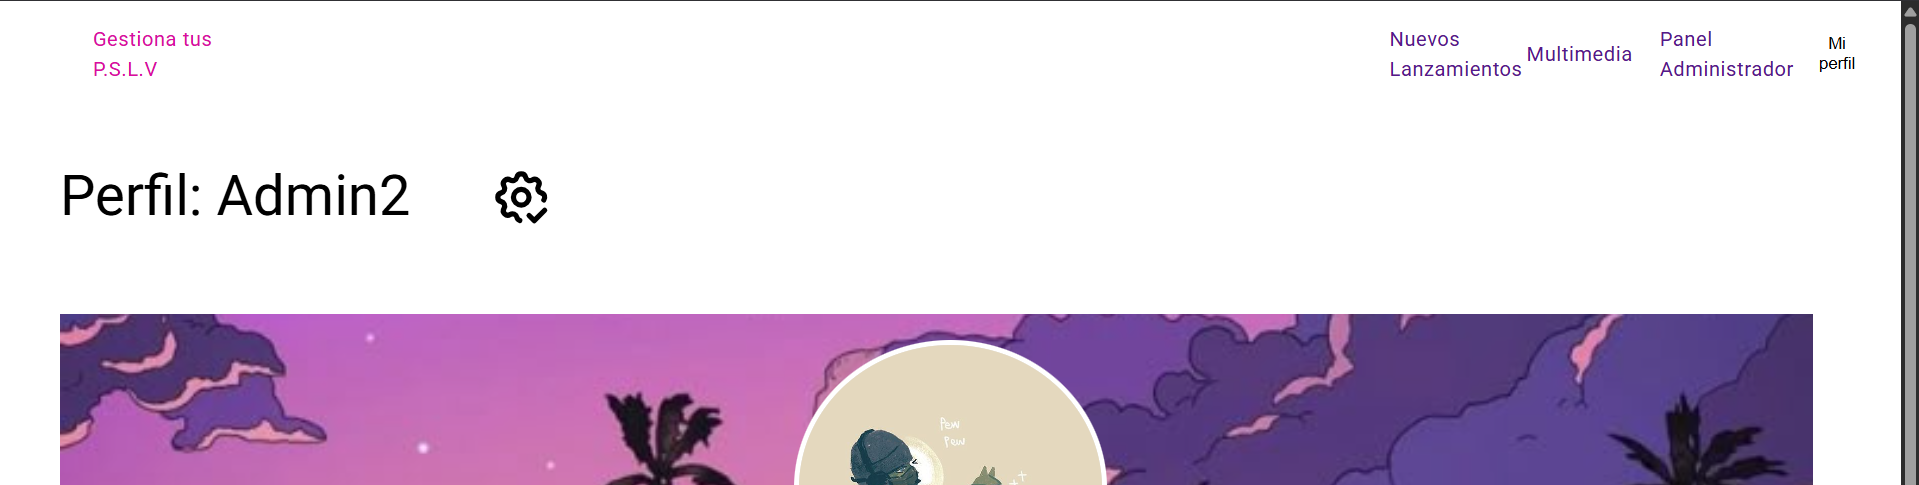 Gestiona tus
P.S.L.V
Nuevos
Lanzamientos
Multimedia
Panel
Administrador
Mi
perfil
Perfil: Admin2
Pew
Pew